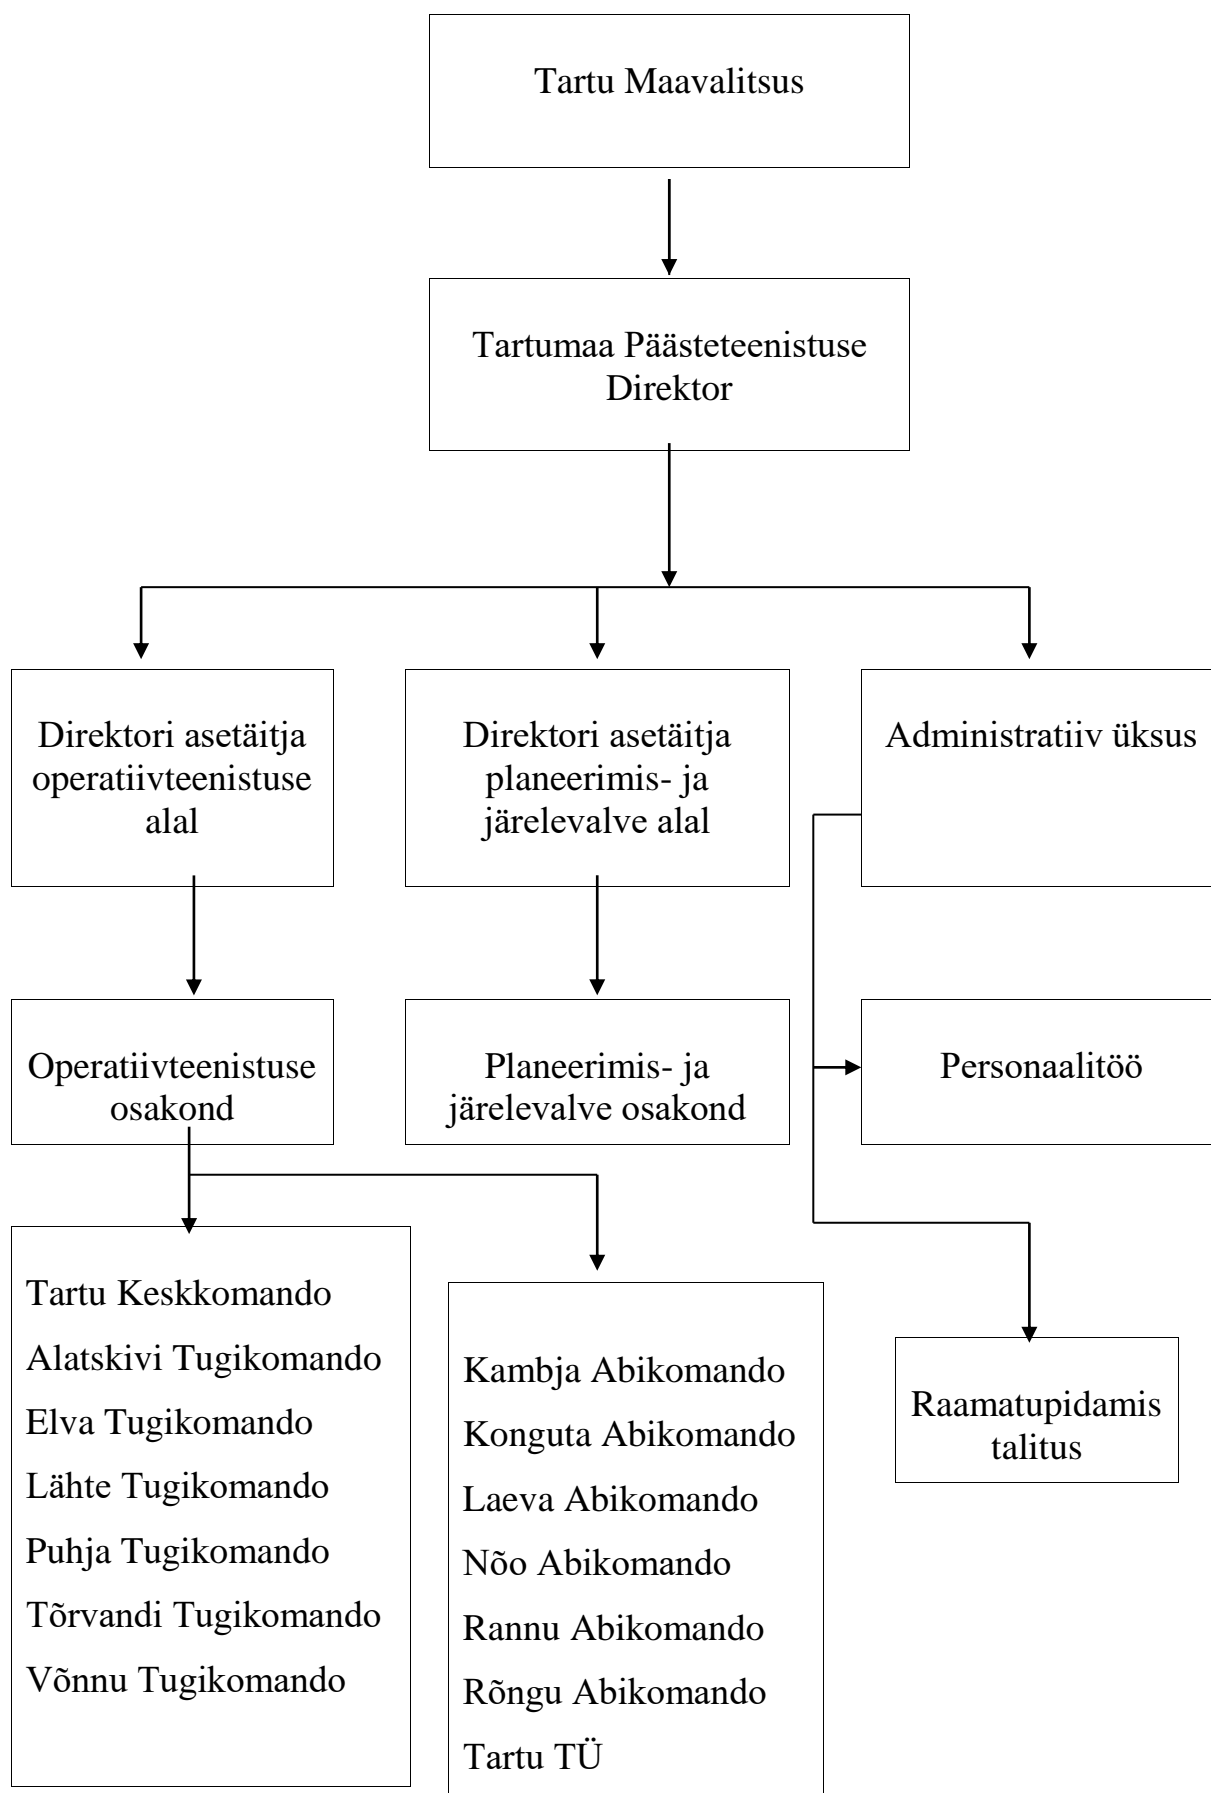 Tartu Maavalitsus
Tartumaa Päästeteenistuse
Direktor
Direktori asetäitja
operatiivteenistuse
alal
Direktori asetäitja
planeerimis- ja
järelevalve alal
Administratiiv üksus
Operatiivteenistuse
osakond
Planeerimis- ja
järelevalve osakond
Personaalitöö
Tartu Keskkomando
Alatskivi Tugikomando
Elva Tugikomando
Lähte Tugikomando
Puhja Tugikomando
Tõrvandi Tugikomando
Võnnu Tugikomando
Kambja Abikomando
Konguta Abikomando
Laeva Abikomando
Nõo Abikomando
Rannu Abikomando
Rõngu Abikomando
Tartu TÜ
Raamatupidamis
talitus